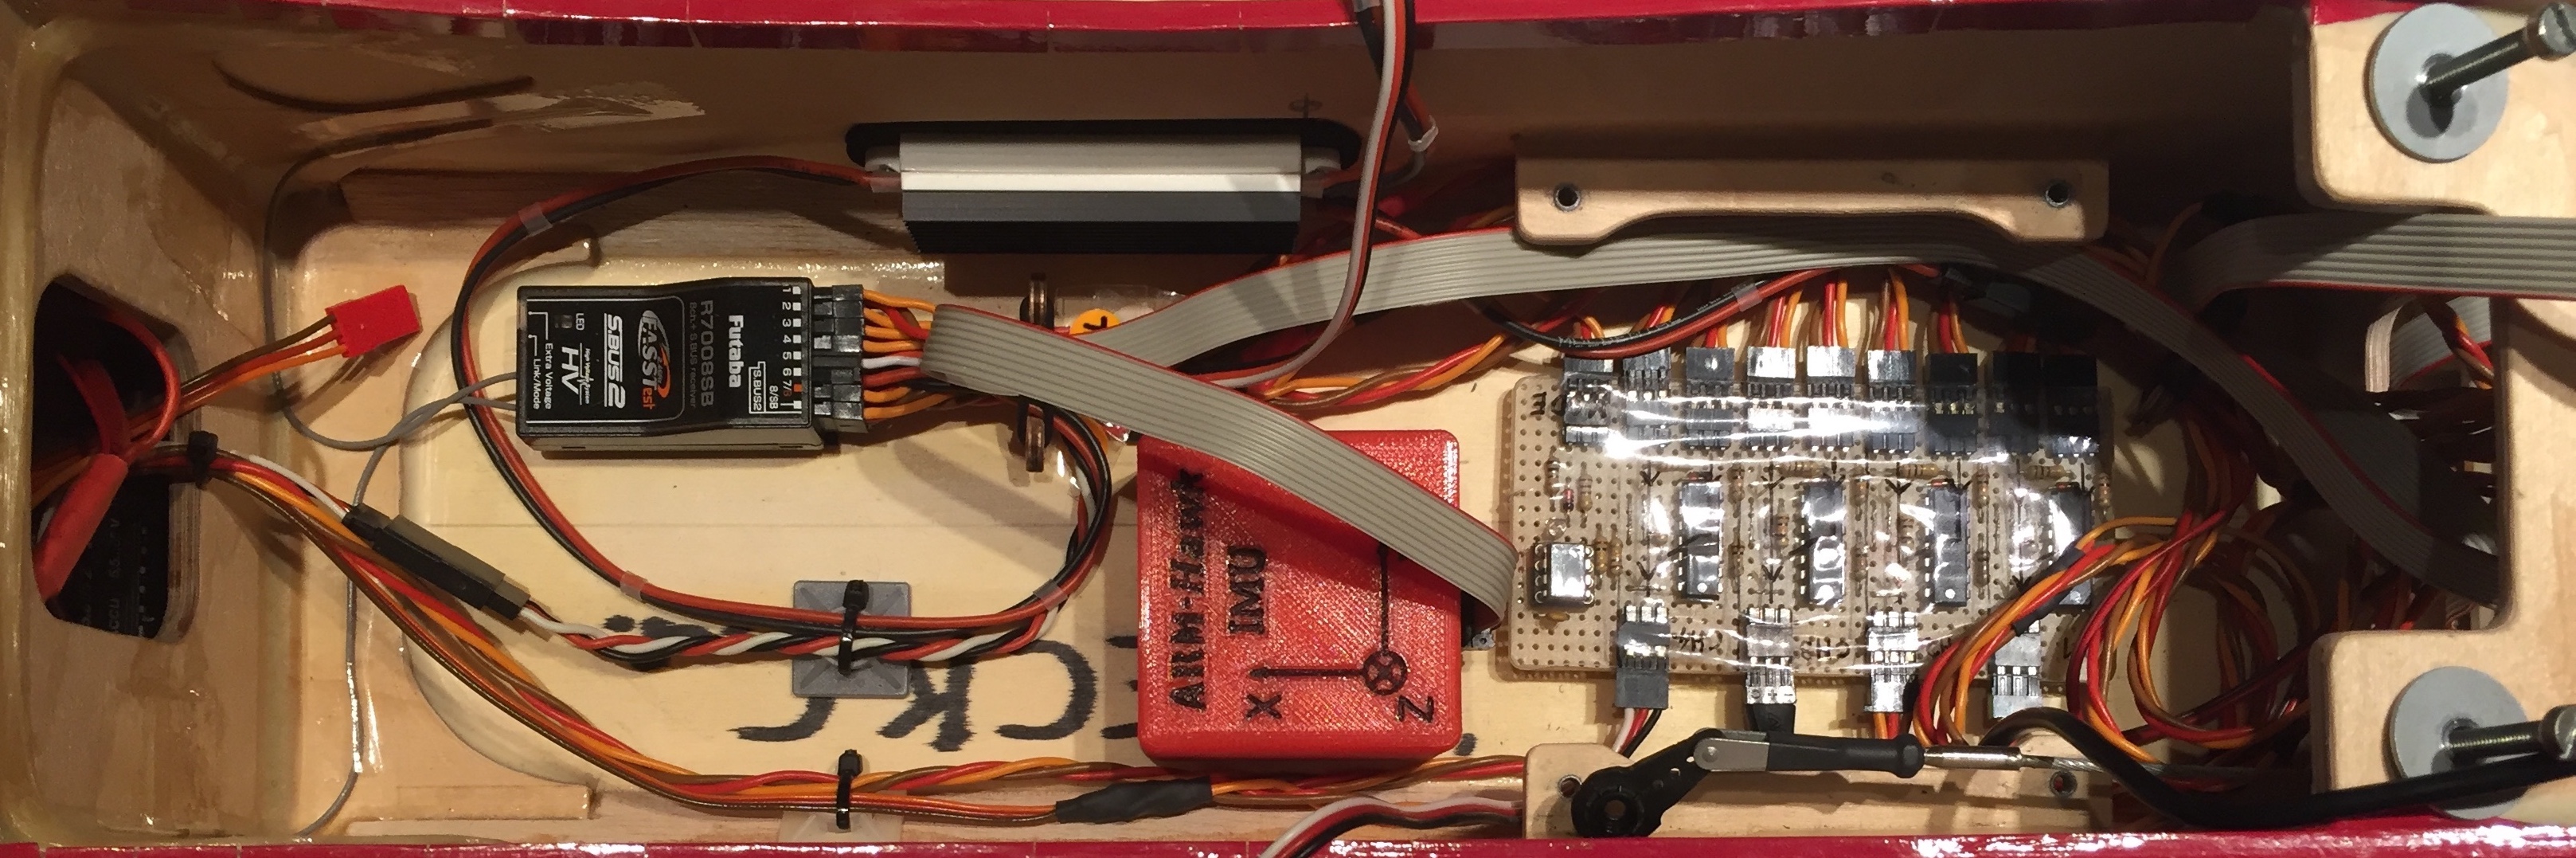 Futaba
R7008SB
8ch.+ S.BUS receiver
FASSTest
S.BUS2
HV
LED
Extra Voltage
Link/Mode
1
2
3
4
5
6
7/B
8/SB
S.BUS2
ARM-Hawk
IMU
X
Z